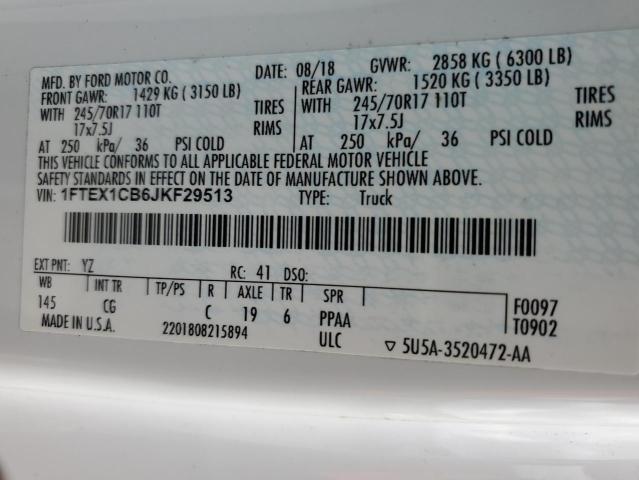 MFD. BY FORD MOTOR CO. DATE: 08/18 GVWR: 2858 KG ( 6300 LB)
FRONT GAWR: 1429 KG ( 3150 LB) REAR GAWR: 1520 KG ( 3350 LB)
WITH 245/70R17 110T TIRES WITH 245/70R17 110T TIRES
17x7.5J RIMS 17x7.5J RIMS
AT 250 kPa/ 36 PSI COLD AT 250 kPa/ 36 PSI COLD
THIS VEHICLE CONFORMS TO ALL APPLICABLE FEDERAL MOTOR VEHICLE
SAFETY STANDARDS IN EFFECT ON THE DATE OF MANUFACTURE SHOWN ABOVE.
VIN: 1FTEX1CB6JKF29513 TYPE: Truck
EXT PNT: YZ RC: 41 DSO:
WB INT TR TP/PS R AXLE TR SPR
145 CG C 19 6 PPAA F0097
MADE IN U.S.A. 2201808215894 ULC T0902
▽ 5U5A-3520472-AA